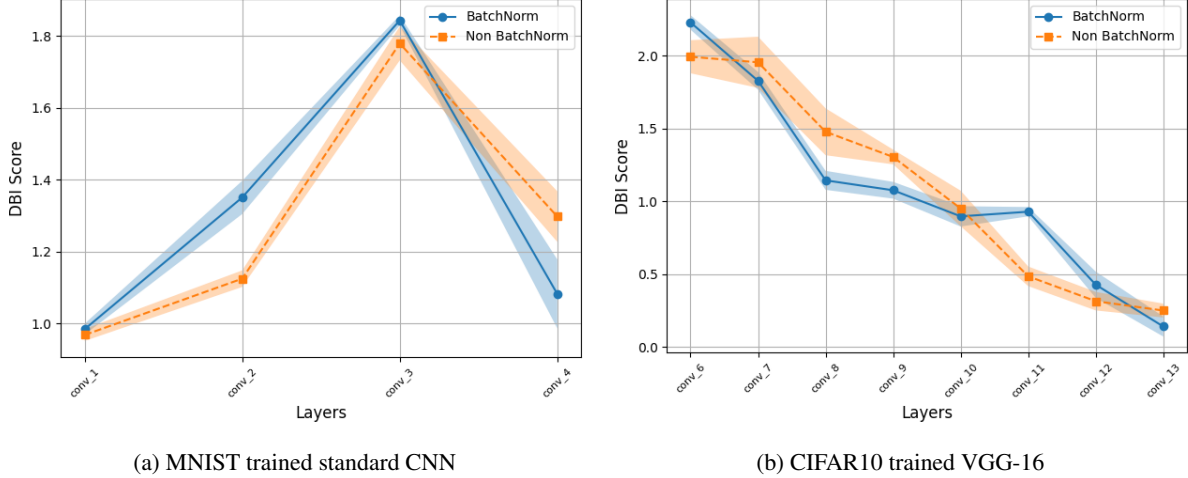 BatchNorm
Non BatchNorm
DBI Score
1.8
1.6
1.4
1.2
1.0
conv_1
conv_2
conv_3
conv_4
Layers
(a) MNIST trained standard CNN
BatchNorm
Non BatchNorm
DBI Score
2.0
1.5
1.0
0.5
0.0
conv_6
conv_7
conv_8
conv_9
conv_10
conv_11
conv_12
conv_13
Layers
(b) CIFAR10 trained VGG-16